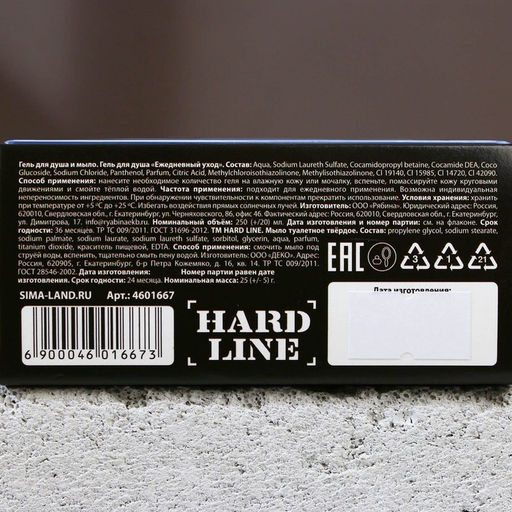 Гель для душа и мыло. Гель для душа «Ежедневный уход». Состав: Aqua, Sodium Laureth Sulfate, Cocamidopropyl betaine, Cocamide DEA, Coco
Glucoside, Sodium Chloride, Panthenol, Parfum, Citric Acid, Methylchloroisothiazolinone, Methylisothiazolinone, CI 19140, CI 15985, CI 14720, CI 42090.
Способ применения: нанесите необходимое количество геля на влажную кожу или мочалку, вспеньте, помассируйте кожу круговыми
движениями и смойте тёплой водой. Частота применения: подходит для ежедневного применения. Возможна индивидуальная
непереносимость ингредиентов. При обнаружении чувствительности к компонентам прекратить использование. Условия хранения: хранить
при температуре от +5 °C до +25 °C. Избегать воздействия прямых солнечных лучей. Изготовитель: ООО «Рябина». Юридический адрес: Россия,
620010, Свердловская обл., г. Екатеринбург, ул. Черняховского, 86, офис 46. Фактический адрес: Россия, 620010, Свердловская обл., г. Екатеринбург,
ул. Димитрова, 17. info@ryabinaekb.ru. Номинальный объём: 250 (+/20) мл. Дата изготовления и номер партии: см. на флаконе. Срок
годности: 36 месяцев. ТР ТС 009/2011. ГОСТ 31696-2012. TM HARD LINE. Мыло туалетное твёрдое. Состав: propylene glycol, sodium stearate,
sodium palmate, sodium laurate, sodium laureth sulfate, sorbitol, glycerin, aqua, parfum,
titanium dioxide, краситель пищевой, EDTA. Способ применения: смочить мыло под
струёй воды, вспенить, тщательно смыть пену водой. Изготовитель: ООО «ДЕКО». Адрес:
Россия, 620905, г. Екатеринбург, б-р Петра Кожемяко, д. 16, кв. 14. ТР ТС 009/2011.
ГОСТ 28546-2002. Дата изготовления: Номер партии равен дате
изготовления. Срок годности: 24 месяца. Номинальная масса: 25 (+/- 5) г.
EAC 3 1 21
SIMA-LAND.RU Арт.: 4601667
6 900046 016673
HARD
LINE
Дата изготовления: